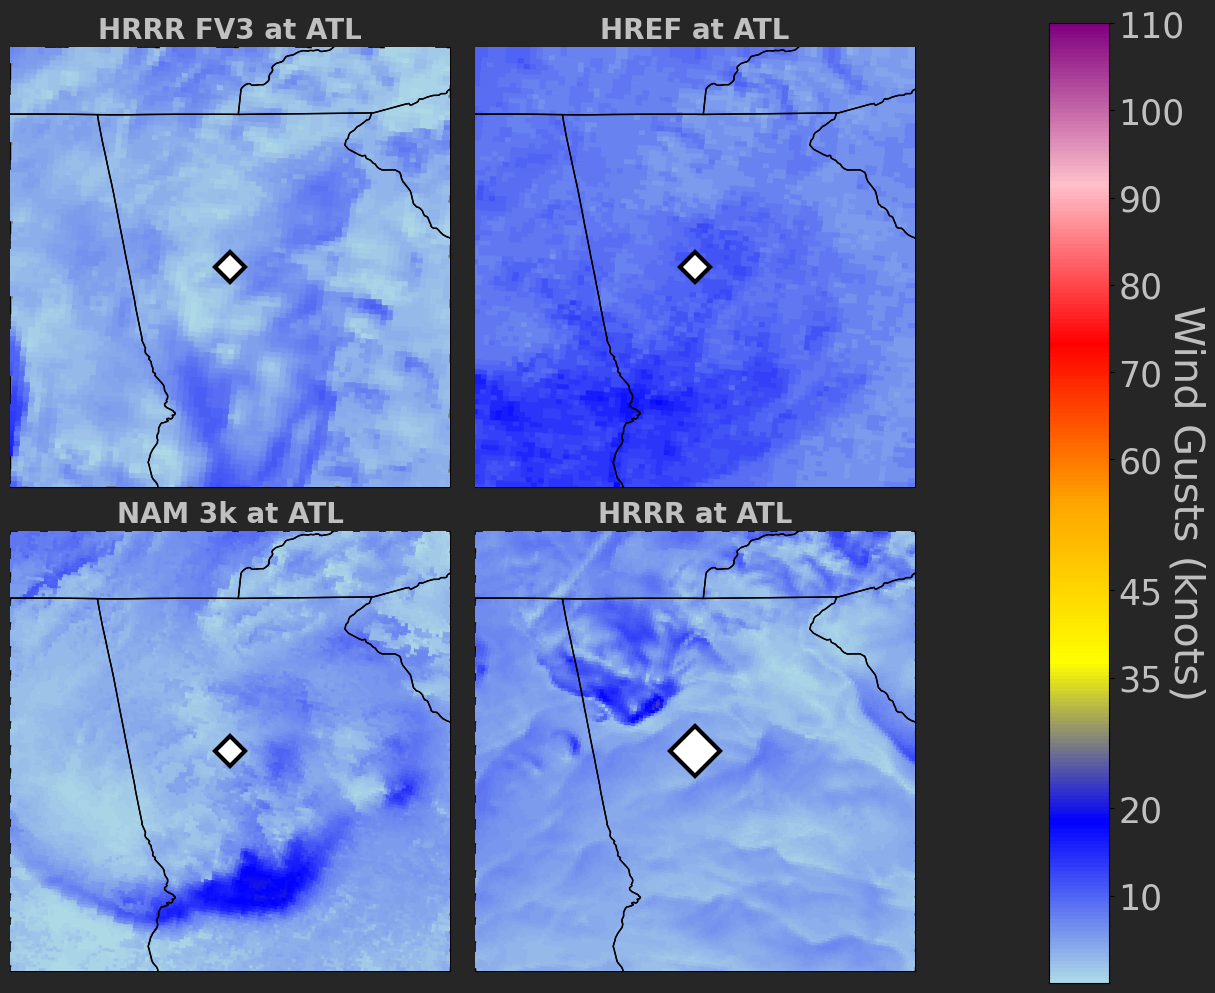 HRRR FV3 at ATL
HREF at ATL
NAM 3k at ATL
HRRR at ATL
110
100
90
80
70
60
45
35
20
10
Wind Gusts (knots)